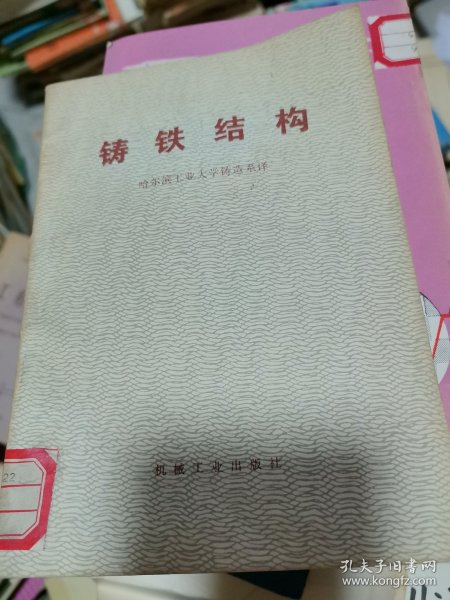 铸铁结构
哈尔滨工业大学铸造系译
机械工业出版社
22
孔夫子旧书网
www.kongfz.com